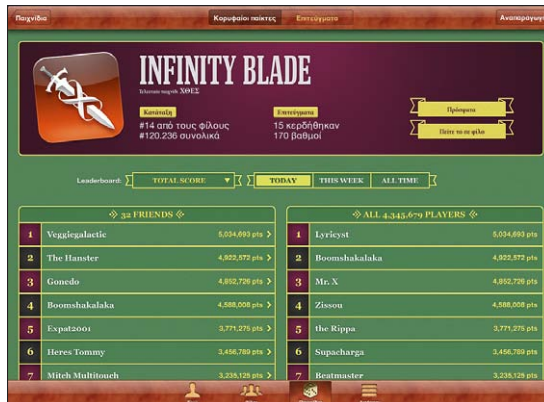 Παιχνίδια
Κορυφαίοι παίκτες Επιτεύγματα
Αναπαραγωγή
INFINITY BLADE
ΧΘΕΣ
Κατάταξη
#14 από τους φίλους
#120.236 συνολικά
Επιτεύγματα
15 κερδήθηκαν
170 βαθμοί
Πρόσφατα
Πείτε το σε φίλο
Leaderboard: TOTAL SCORE TODAY THIS WEEK ALL TIME
32 FRIENDS
1 Veggiegalactic 5,034,693 pts
2 The Hanster 4,922,572 pts
3 Gonedo 4,852,726 pts
4 Boomshakalaka 4,588,008 pts
5 Expat2001 3,771,275 pts
6 Heres Tommy 3,456,789 pts
7 Mitch Multitouch 3,235,125 pts
ALL 4,345,679 PLAYERS
1 Lyricyst 5,034,693 pts
2 Boomshakalaka 4,922,572 pts
3 Mr. X 4,852,726 pts
4 Zissou 4,588,008 pts
5 the Rippa 3,771,275 pts
6 Supacharga 3,456,789 pts
7 Beatmaster 3,235,125 pts